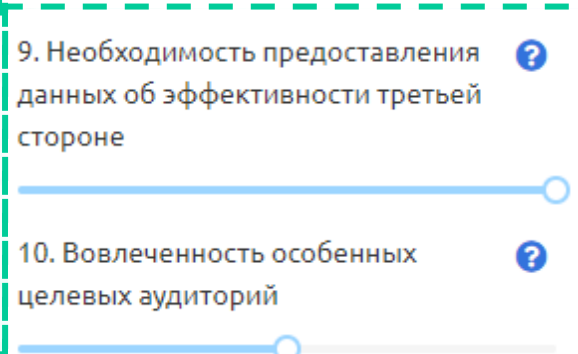 9. Необходимость предоставления
данных об эффективности третьей
стороне
10. Вовлеченность особенных
целевых аудиторий